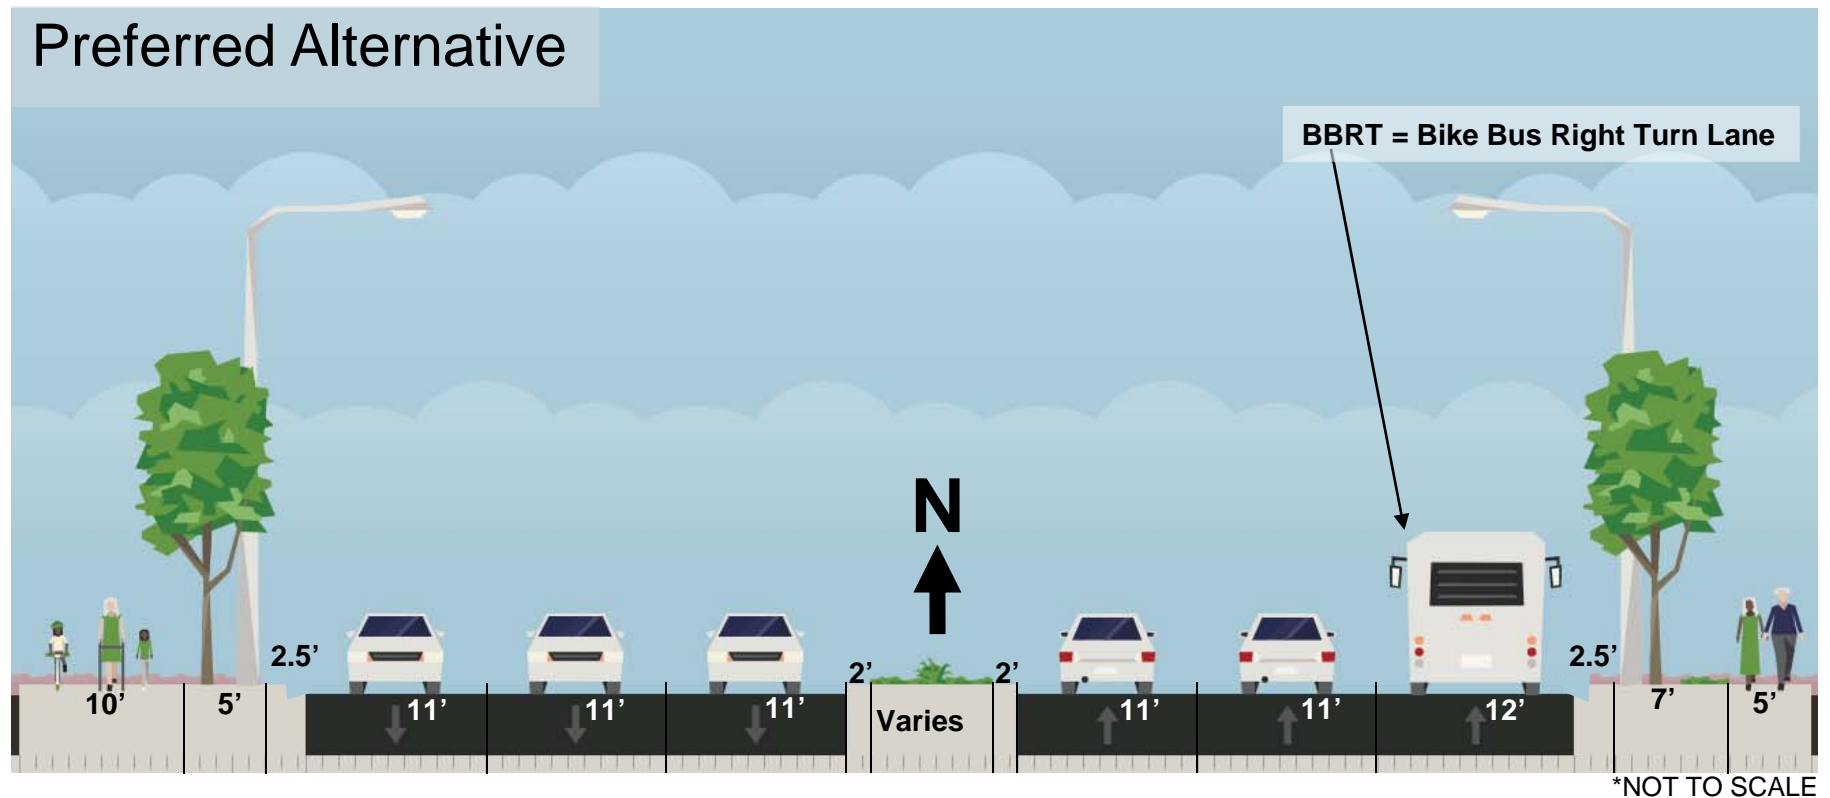 Preferred Alternative
BBRT = Bike Bus Right Turn Lane
N
2.5’
2’
2’
2.5’
10’
5’
11’
11’
11’
Varies
11’
11’
12’
7’
5’
*NOT TO SCALE